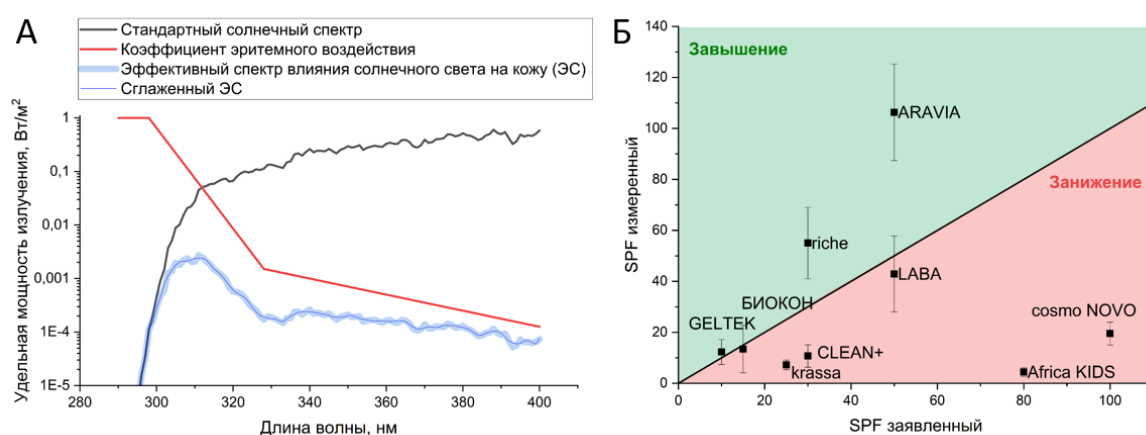 А
Стандартный солнечный спектр
Коэффициент эритемного воздействия
Эффективный спектр влияния солнечного света на кожу (ЭС)
Сглаженный ЭС
Удельная мощность излучения, Вт/м²
1
0,1
0,01
0,001
1E-4
1E-5
280 300 320 340 360 380 400 420
Длина волны, нм
Б
Завышение
Занижение
SPF измеренный
140
120
100
80
60
40
20
0
ARAVIA
riche
LABA
БИОКОН
GELTEK
cosmo NOVO
CLEAN+
krassa
Africa KIDS
0 20 40 60 80 100
SPF заявленный